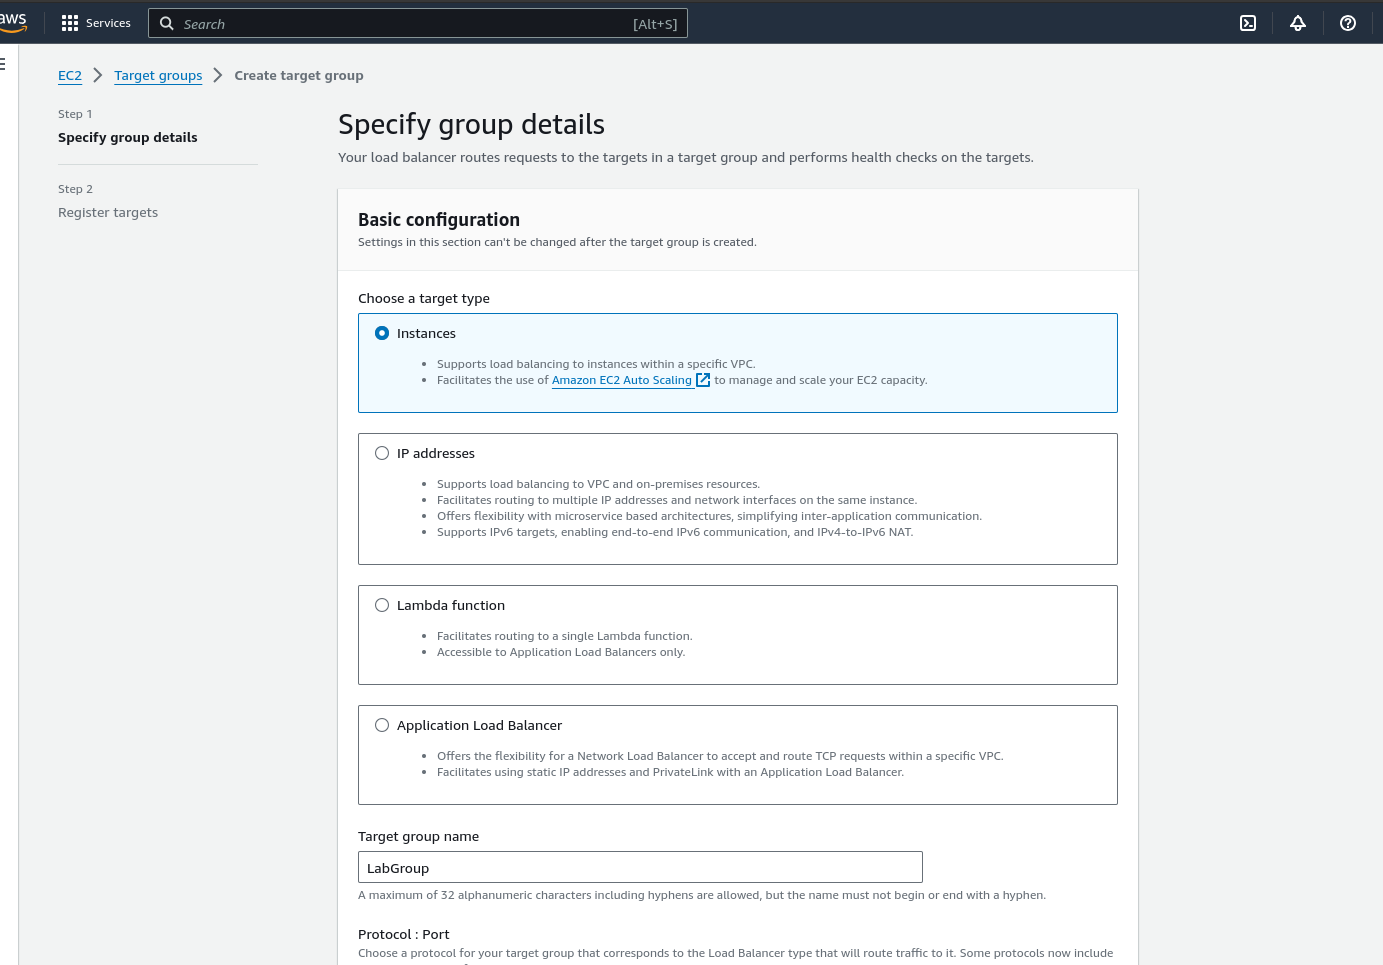 aws
Services
Search
[Alt+S]
EC2 > Target groups > Create target group
Step 1
Specify group details
Step 2
Register targets
Specify group details
Your load balancer routes requests to the targets in a target group and performs health checks on the targets.
Basic configuration
Settings in this section can't be changed after the target group is created.
Choose a target type
Instances
• Supports load balancing to instances within a specific VPC.
• Facilitates the use of Amazon EC2 Auto Scaling to manage and scale your EC2 capacity.
IP addresses
• Supports load balancing to VPC and on-premises resources.
• Facilitates routing to multiple IP addresses and network interfaces on the same instance.
• Offers flexibility with microservice based architectures, simplifying inter-application communication.
• Supports IPv6 targets, enabling end-to-end IPv6 communication, and IPv4-to-IPv6 NAT.
Lambda function
• Facilitates routing to a single Lambda function.
• Accessible to Application Load Balancers only.
Application Load Balancer
• Offers the flexibility for a Network Load Balancer to accept and route TCP requests within a specific VPC.
• Facilitates using static IP addresses and PrivateLink with an Application Load Balancer.
Target group name
LabGroup
A maximum of 32 alphanumeric characters including hyphens are allowed, but the name must not begin or end with a hyphen.
Protocol : Port
Choose a protocol for your target group that corresponds to the Load Balancer type that will route traffic to it. Some protocols now include